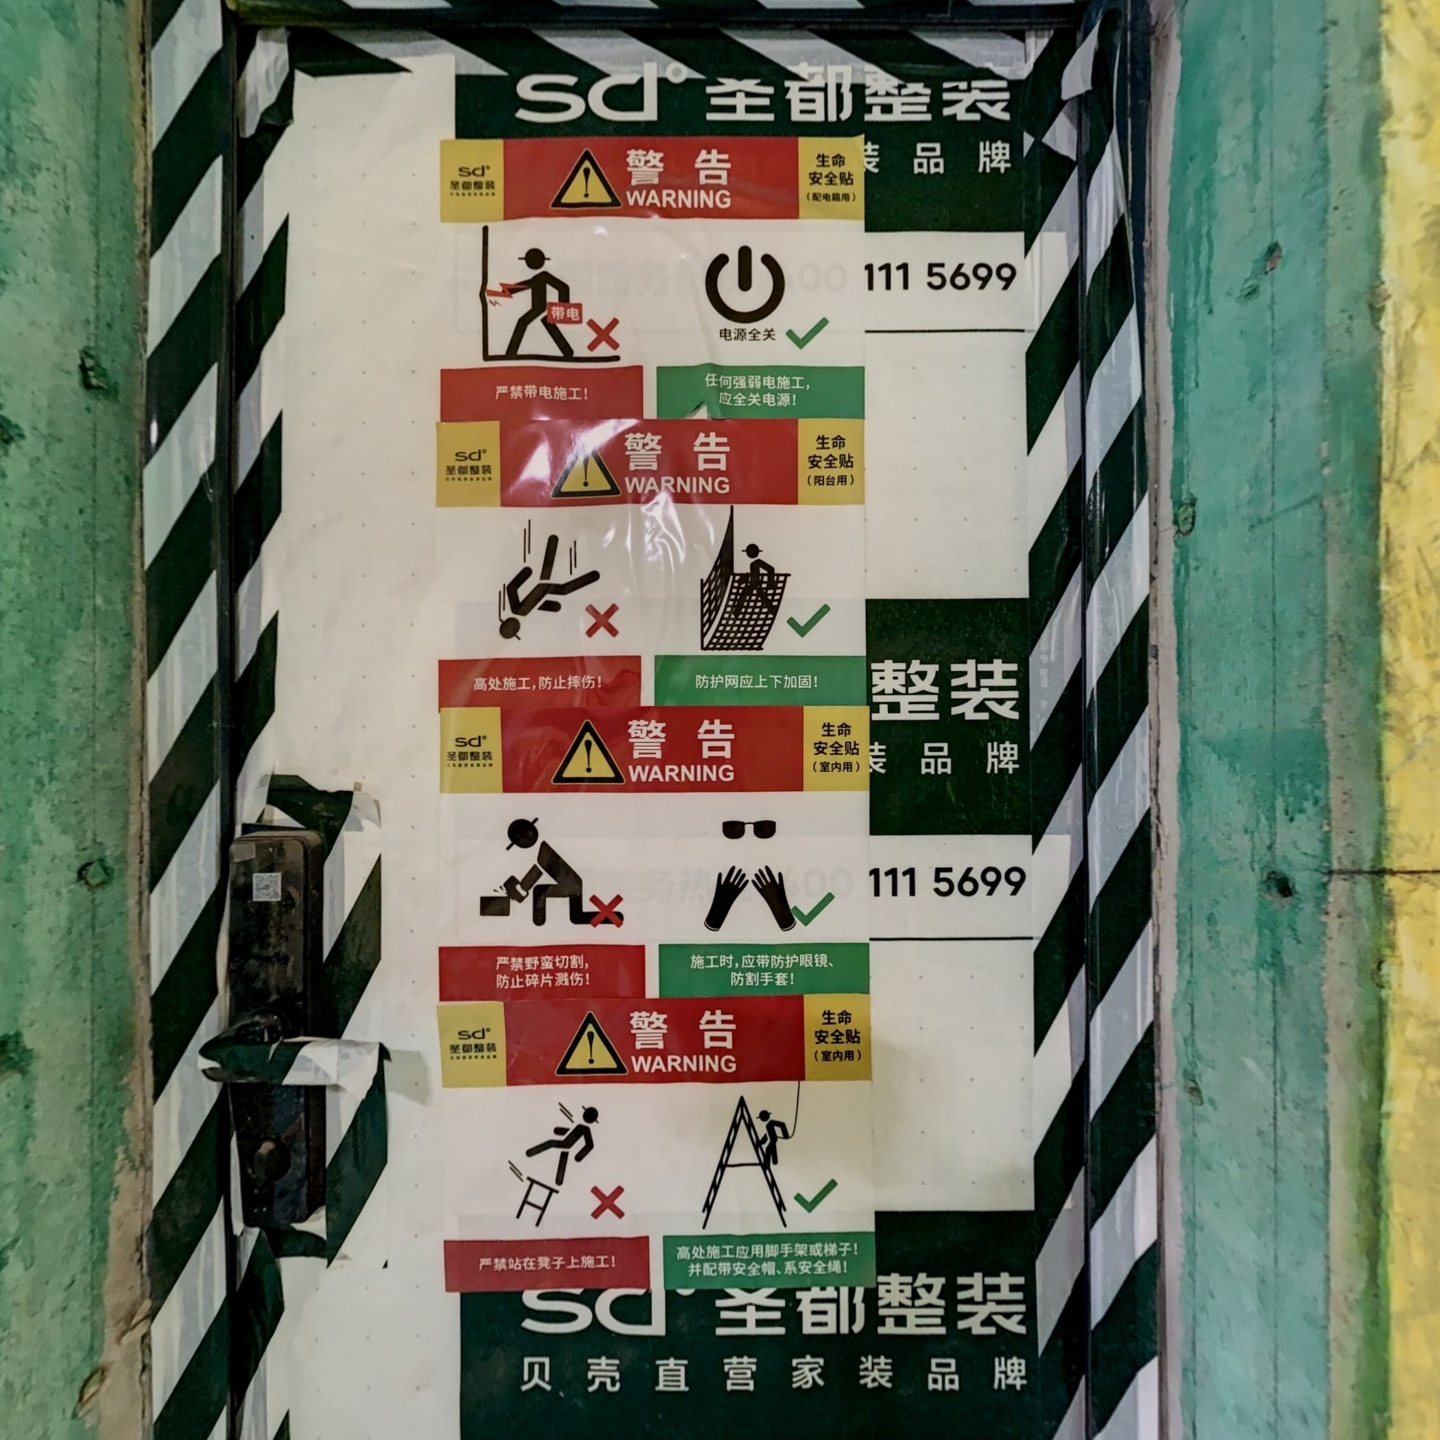 sd° 圣都整装
装 品 牌
sd°
圣都整装
警 告
WARNING
生命
安全贴
（配电箱用）
111 5699
带电
电源全关
严禁带电施工！
任何强弱电施工，
应全关电源！
sd°
圣都整装
警 告
WARNING
生命
安全贴
（阳台用）
高处施工，防止摔伤！
防护网应上下加固！
整装
装 品 牌
sd°
圣都整装
警 告
WARNING
生命
安全贴
（室内用）
400 111 5699
严禁野蛮切割，
防止碎片溅伤！
施工时，应带防护眼镜、
防割手套！
sd°
圣都整装
警 告
WARNING
生命
安全贴
（室内用）
严禁站在凳子上施工！
高处施工应用脚手架或梯子！
并配带安全帽、系安全绳！
sd° 圣都整装
贝 壳 直 营 家 装 品 牌